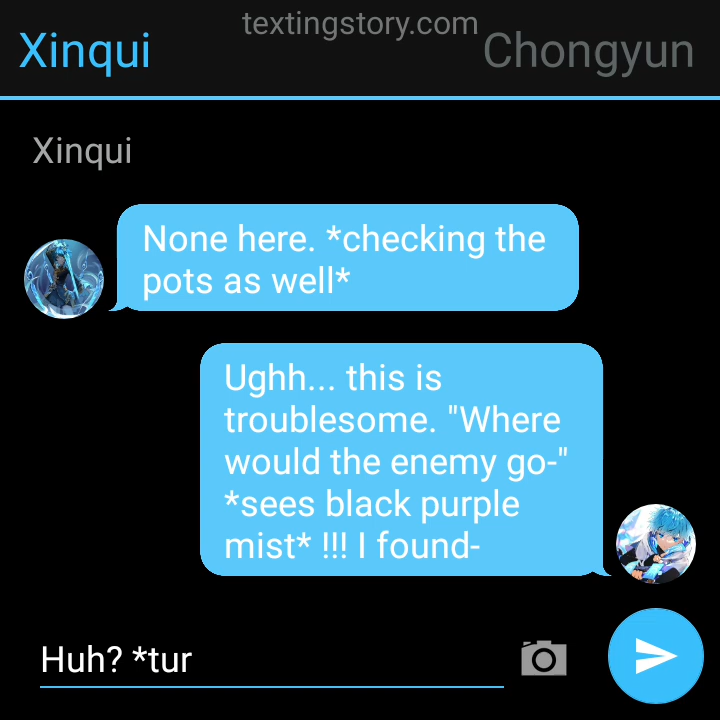 textingstory.com
Xinqui
Chongyun
Xinqui
None here. *checking the
pots as well*
Ughh... this is
troublesome. "Where
would the enemy go-"
*sees black purple
mist* !!! I found-
Huh? *tur